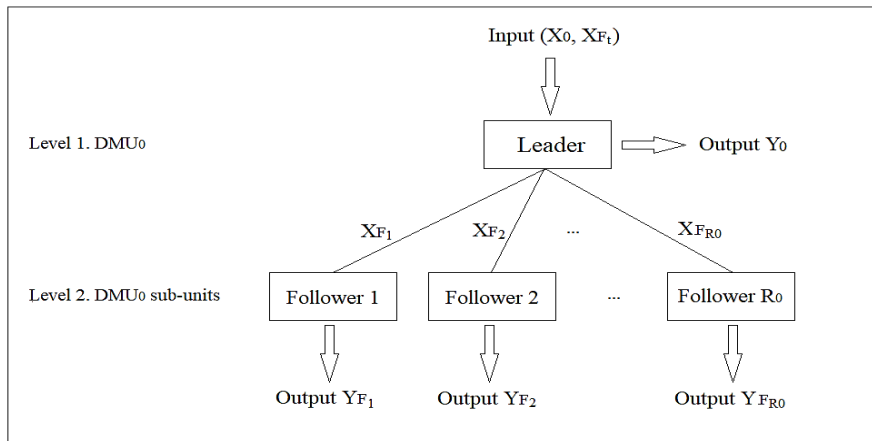 Input (X0, XFt)
Level 1. DMU0
Leader
Output Y0
XF1
XF2
...
XFR0
Level 2. DMU0 sub-units
Follower 1
Follower 2
...
Follower R0
Output YF1
Output YF2
Output YFR0